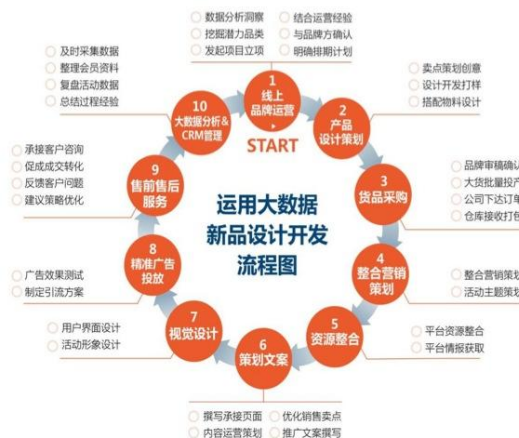 数据分析洞察
挖掘潜力品类
发起项目立项
结合运营经验
与品牌方确认
明确排期计划
1
线上
品牌运营
START
2
产品
设计策划
卖点策划创意
设计开发打样
搭配物料设计
3
货品采购
品牌审稿确认
大货批量投产
公司下达订单
仓库接收打包
4
整合营销
策划
整合营销策划
活动主题策划
5
资源整合
平台资源整合
平台情报获取
6
策划文案
撰写承接页面
内容运营策划
优化销售卖点
推广文案撰写
7
视觉设计
用户界面设计
活动形象设计
8
精准广告
投放
广告效果测试
制定引流方案
9
售前售后
服务
承接客户咨询
促成成交转化
反馈客户问题
建议策略优化
10
大数据分析&
CRM管理
及时采集数据
整理会员资料
复盘活动数据
总结过程经验
运用大数据
新品设计开发
流程图